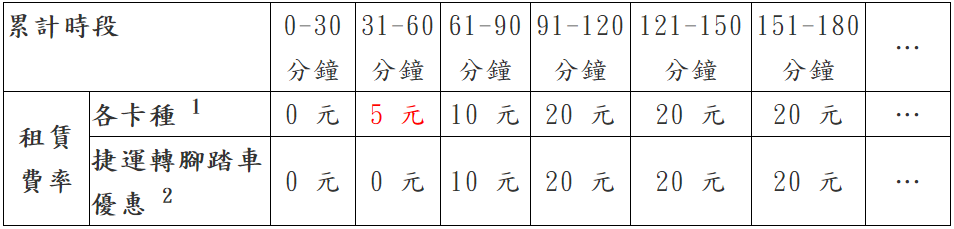 累計時段 0-30 31-60 61-90 91-120 121-150 151-180 …
分鐘 分鐘 分鐘 分鐘 分鐘 分鐘
租賃
費率
各卡種 1 0 元 5 元 10 元 20 元 20 元 20 元 …
捷運轉腳踏車
優惠 2 0 元 0 元 10 元 20 元 20 元 20 元 …